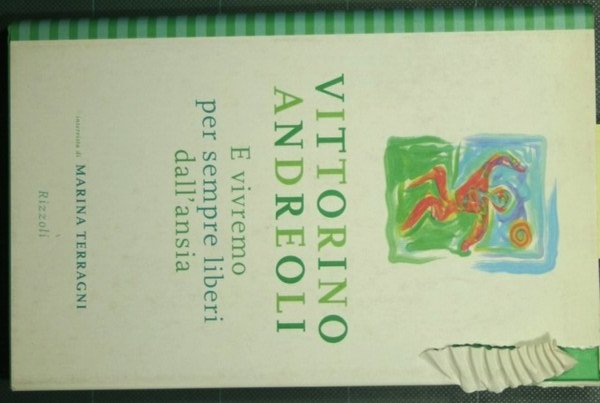 VITTORINO
ANDREOLI
E vivremo
per sempre liberi
dall'ansia
intervista di MARINA TERRAGNI
Rizzoli